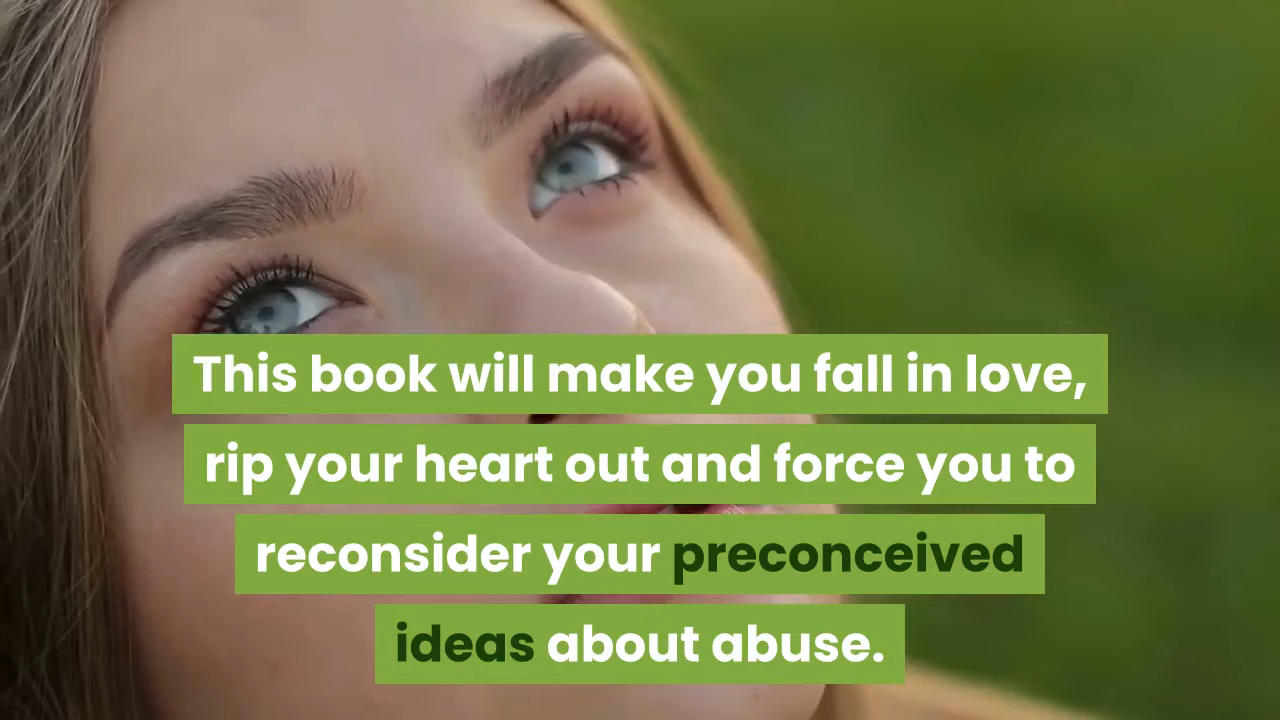 This book will make you fall in love,
rip your heart out and force you to
reconsider your preconceived
ideas about abuse.